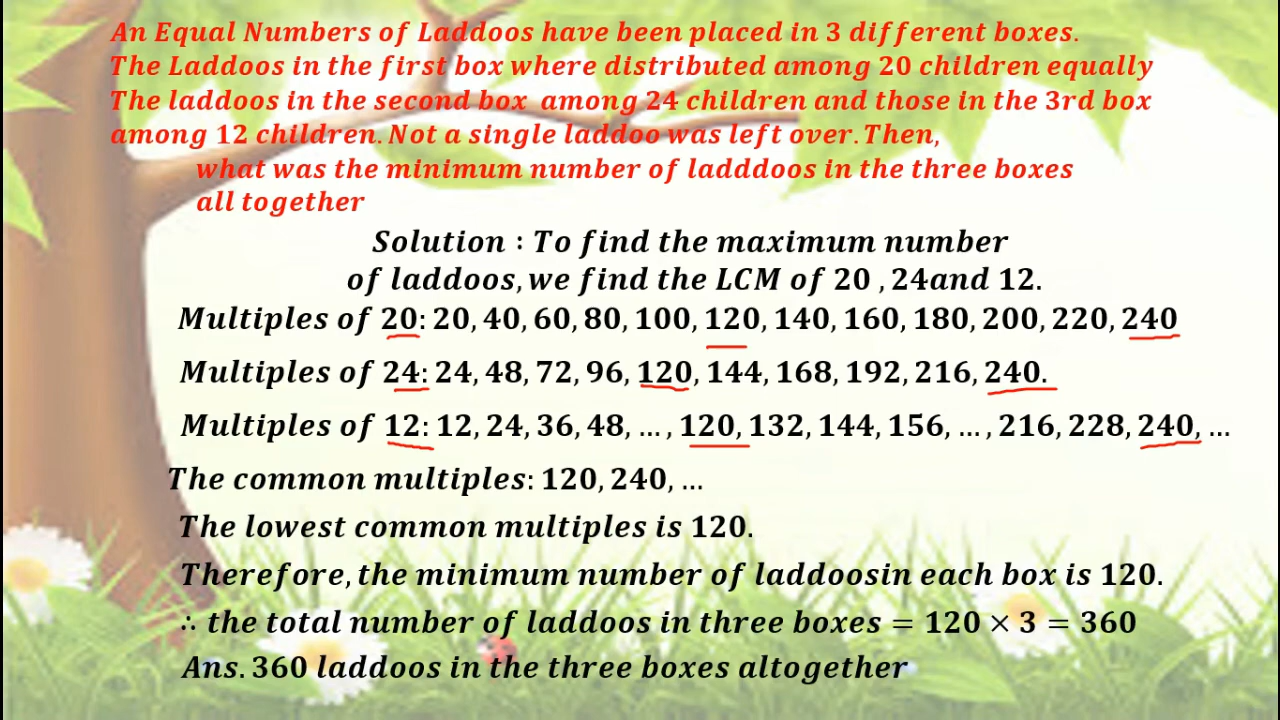 An Equal Numbers of Laddoos have been placed in 3 different boxes.
The Laddoos in the first box where distributed among 20 children equally
The laddoos in the second box among 24 children and those in the 3rd box
among 12 children. Not a single laddoo was left over. Then,
what was the minimum number of ladddoos in the three boxes
all together
Solution : To find the maximum number
of laddoos, we find the LCM of 20 , 24and 12.
Multiples of 20: 20, 40, 60, 80, 100, 120, 140, 160, 180, 200, 220, 240
Multiples of 24: 24, 48, 72, 96, 120, 144, 168, 192, 216, 240.
Multiples of 12: 12, 24, 36, 48, ... , 120, 132, 144, 156, ... , 216, 228, 240, ...
The common multiples: 120, 240, ...
The lowest common multiples is 120.
Therefore, the minimum number of laddoosin each box is 120.
∴ the total number of laddoos in three boxes = 120 × 3 = 360
Ans. 360 laddoos in the three boxes altogether